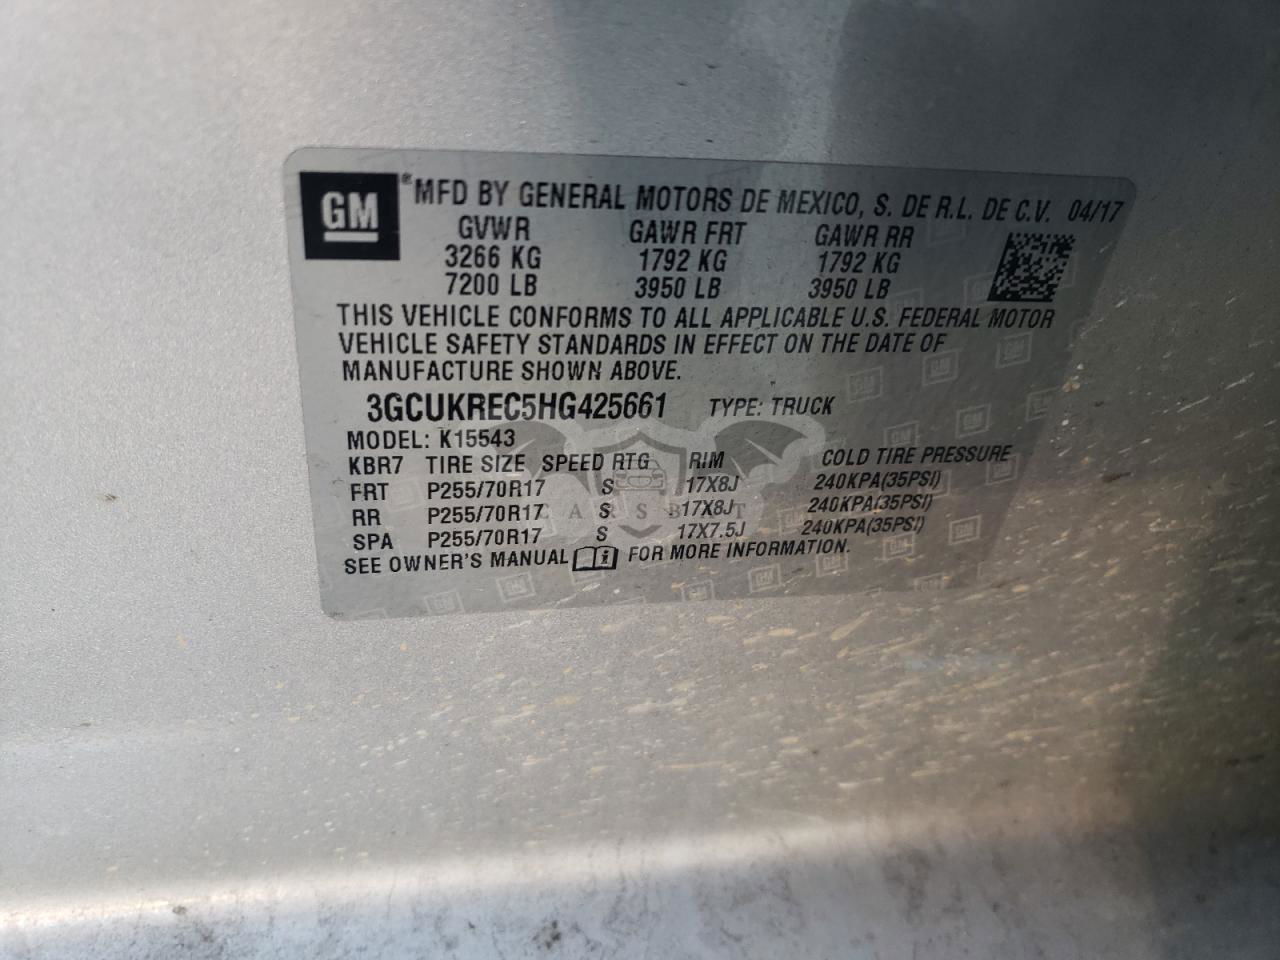 GM ® MFD BY GENERAL MOTORS DE MEXICO, S. DE R.L. DE C.V. 04/17
GVWR GAWR FRT GAWR RR
3266 KG 1792 KG 1792 KG
7200 LB 3950 LB 3950 LB
THIS VEHICLE CONFORMS TO ALL APPLICABLE U.S. FEDERAL MOTOR
VEHICLE SAFETY STANDARDS IN EFFECT ON THE DATE OF
MANUFACTURE SHOWN ABOVE.
3GCUKREC5HG425661 TYPE: TRUCK
MODEL: K15543
KBR7 TIRE SIZE SPEED RTG RIM COLD TIRE PRESSURE
FRT P255/70R17 S 17X8J 240KPA(35PSI)
RR P255/70R17 S 17X8J 240KPA(35PSI)
CARSBAT
SPA P255/70R17 S 17X7.5J 240KPA(35PSI)
SEE OWNER'S MANUAL FOR MORE INFORMATION.